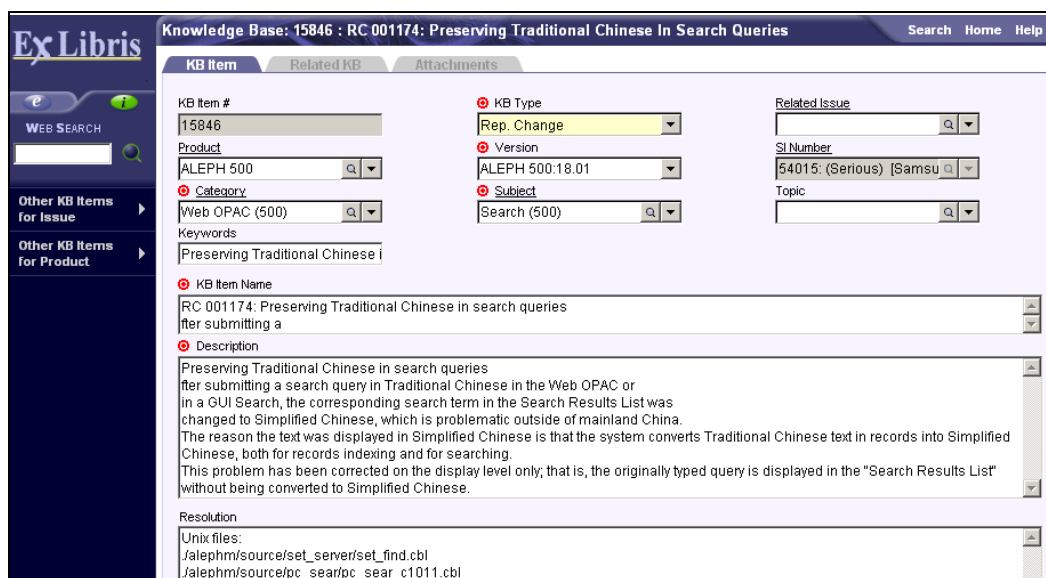 Ex Libris
Knowledge Base: 15846 : RC 001174: Preserving Traditional Chinese In Search Queries
Search Home Help
KB Item
Related KB
Attachments
e
i
WEB SEARCH
Other KB Items
for Issue
Other KB Items
for Product
KB Item #
KB Type
Related Issue
15846
Rep. Change
Product
Version
SI Number
ALEPH 500
ALEPH 500:18.01
54015: (Serious) [Samsu
Category
Subject
Topic
Web OPAC (500)
Search (500)
Keywords
Preserving Traditional Chinese i
KB Item Name
RC 001174: Preserving Traditional Chinese in search queries
fter submitting a
Description
Preserving Traditional Chinese in search queries
fter submitting a search query in Traditional Chinese in the Web OPAC or
in a GUI Search, the corresponding search term in the Search Results List was
changed to Simplified Chinese, which is problematic outside of mainland China.
The reason the text was displayed in Simplified Chinese is that the system converts Traditional Chinese text in records into Simplified
Chinese, both for records indexing and for searching.
This problem has been corrected on the display level only; that is, the originally typed query is displayed in the "Search Results List"
without being converted to Simplified Chinese.
Resolution
Unix files:
./alephm/source/set_server/set_find.cbl
./alephm/source/pc_sear/pc_sear_c1011.cbl